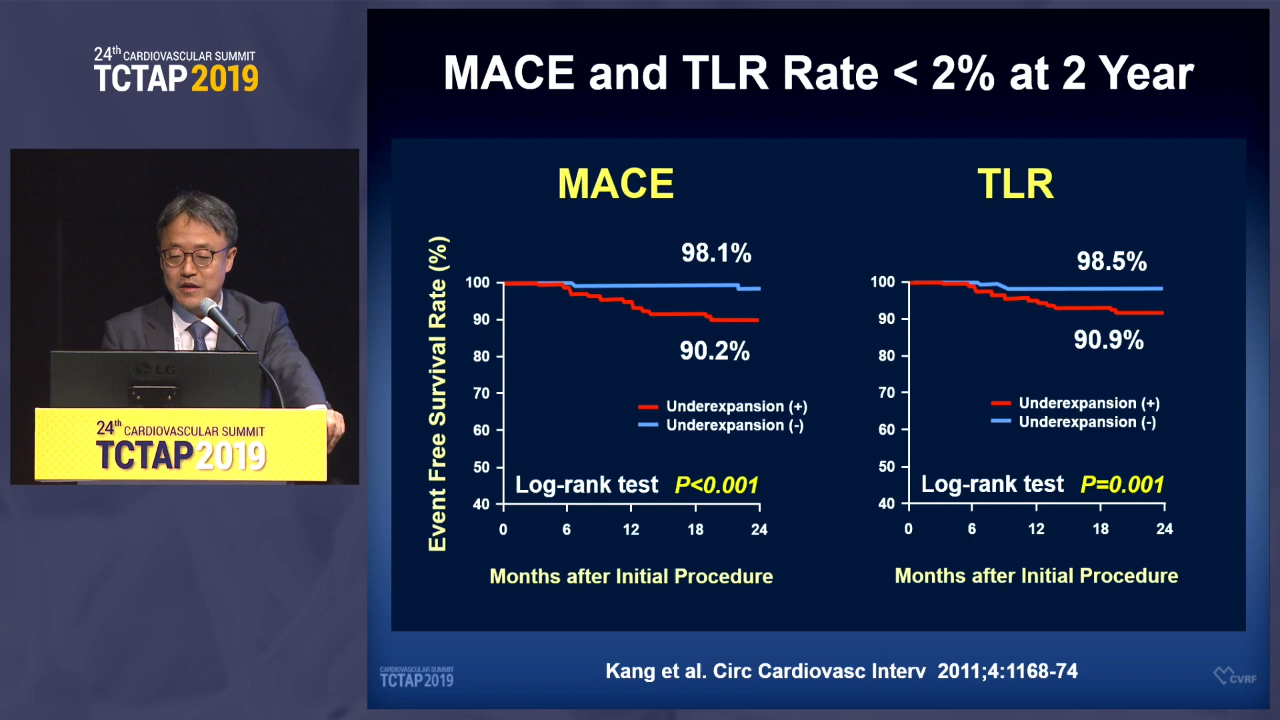 24th CARDIOVASCULAR SUMMIT
TCTAP 2019
MACE and TLR Rate < 2% at 2 Year
MACE
TLR
Event Free Survival Rate (%)
98.1%
90.2%
100
90
80
70
60
50
40
Underexpansion (+)
Underexpansion (-)
Log-rank test P<0.001
0 6 12 18 24
Months after Initial Procedure
98.5%
90.9%
100
90
80
70
60
50
40
Underexpansion (+)
Underexpansion (-)
Log-rank test P=0.001
0 6 12 18 24
Months after Initial Procedure
LG
24th CARDIOVASCULAR SUMMIT
TCTAP 2019
CARDIOVASCULAR SUMMIT
TCTAP 2019
Kang et al. Circ Cardiovasc Interv 2011;4:1168-74
CVRF